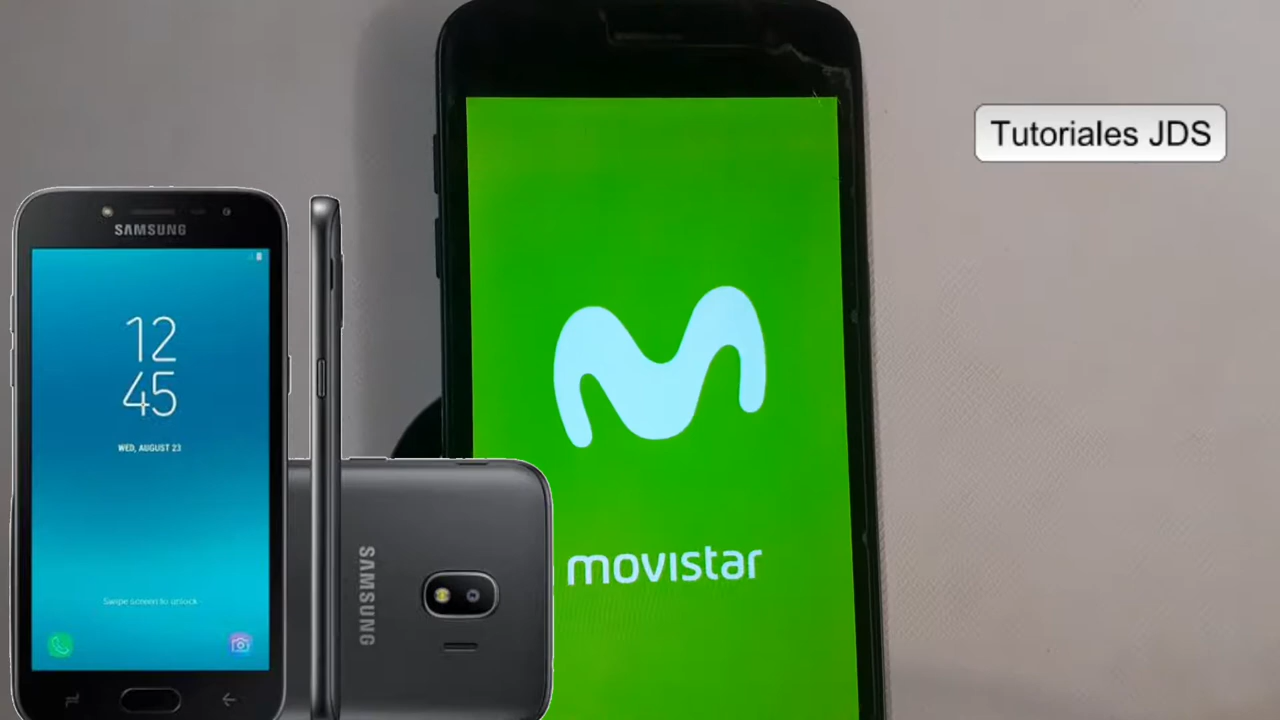 Tutoriales JDS
SAMSUNG
12
45
WED, AUGUST 23
Swipe screen to unlock
SAMSUNG
movistar